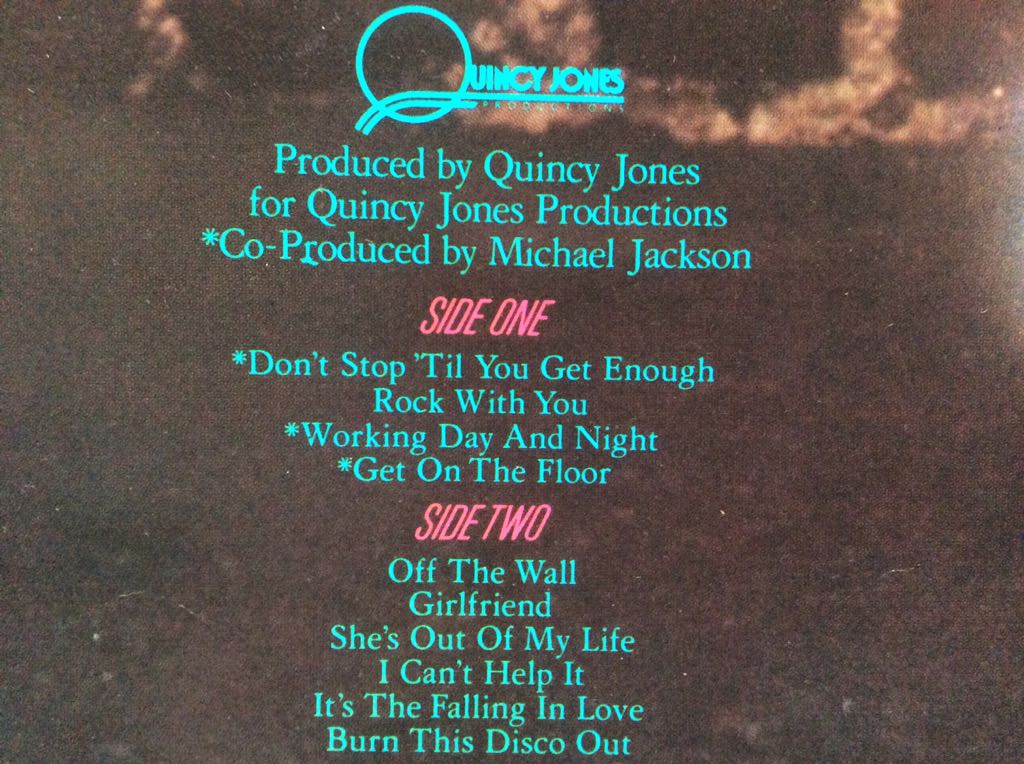 QUINCY JONES
PRODUCTIONS
Produced by Quincy Jones
for Quincy Jones Productions
*Co-Produced by Michael Jackson
SIDE ONE
*Don't Stop 'Til You Get Enough
Rock With You
*Working Day And Night
*Get On The Floor
SIDE TWO
Off The Wall
Girlfriend
She's Out Of My Life
I Can't Help It
It's The Falling In Love
Burn This Disco Out